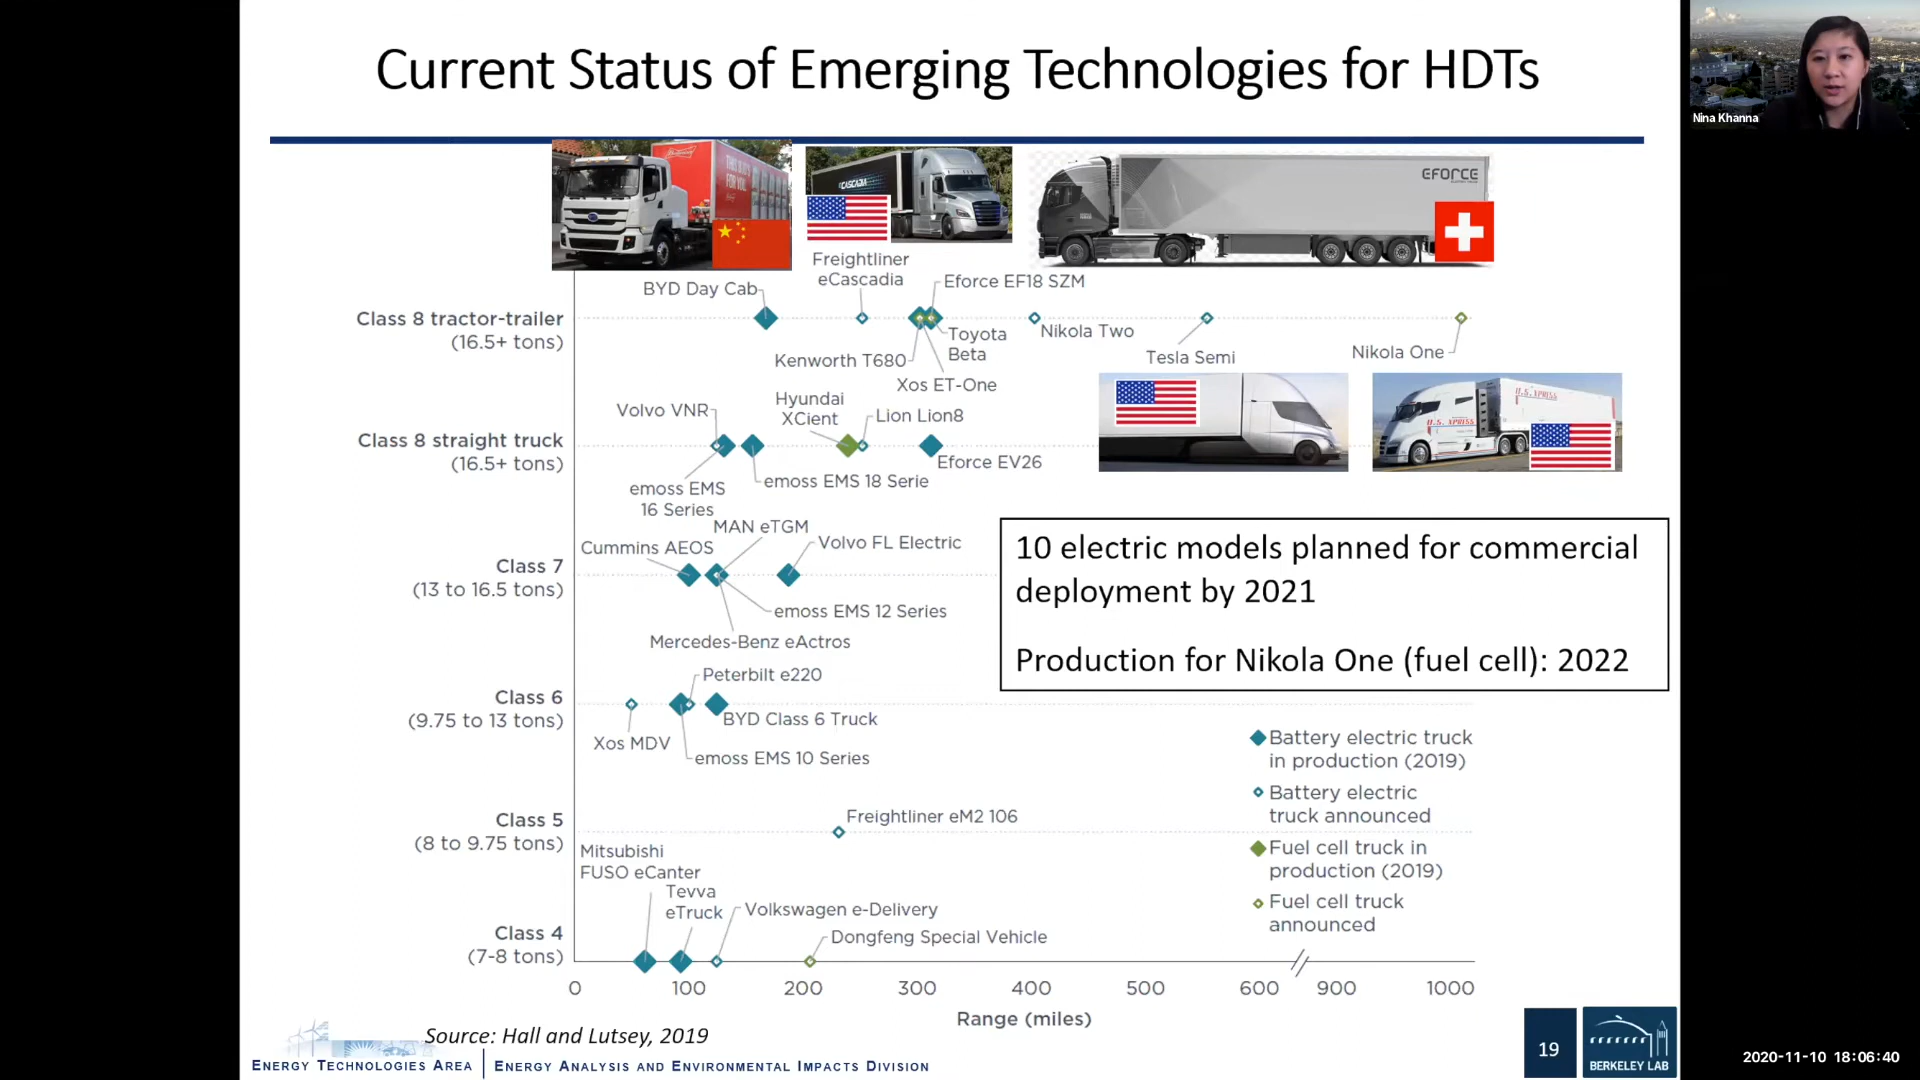 Current Status of Emerging Technologies for HDTs
Nina Khanna
THIS BUD'S
FOR YOU.
CASCADIA
EFORCE
BYD Day Cab
Freightliner
eCascadia
Eforce EF18 SZM
Class 8 tractor-trailer
(16.5+ tons)
Kenworth T680
Toyota
Beta
Xos ET-One
Nikola Two
Tesla Semi
Nikola One
U.S. XPRESS
U.S. XPRESS
Volvo VNR
Hyundai
XCient
Lion Lion8
Class 8 straight truck
(16.5+ tons)
Eforce EV26
emoss EMS
16 Series
emoss EMS 18 Serie
MAN eTGM
Cummins AEOS
Volvo FL Electric
Class 7
(13 to 16.5 tons)
emoss EMS 12 Series
Mercedes-Benz eActros
10 electric models planned for commercial
deployment by 2021
Production for Nikola One (fuel cell): 2022
Peterbilt e220
Class 6
(9.75 to 13 tons)
BYD Class 6 Truck
Xos MDV
emoss EMS 10 Series
Battery electric truck
in production (2019)
Battery electric
truck announced
Fuel cell truck in
production (2019)
Fuel cell truck
announced
Freightliner eM2 106
Class 5
(8 to 9.75 tons)
Mitsubishi
FUSO eCanter
Tevva
eTruck
Volkswagen e-Delivery
Dongfeng Special Vehicle
Class 4
(7-8 tons)
0 100 200 300 400 500 600 900 1000
Range (miles)
Source: Hall and Lutsey, 2019
ENERGY TECHNOLOGIES AREA
ENERGY ANALYSIS AND ENVIRONMENTAL IMPACTS DIVISION
19
BERKELEY LAB
2020-11-10 18:06:40